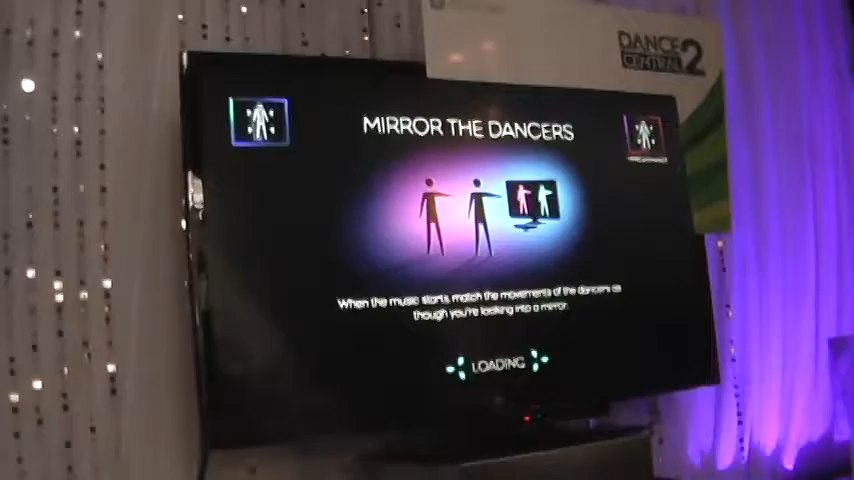 DANCE
CENTRAL 2
MIRROR THE DANCERS
When the music starts, match the movements of the dancers as
though you're looking into a mirror.
LOADING